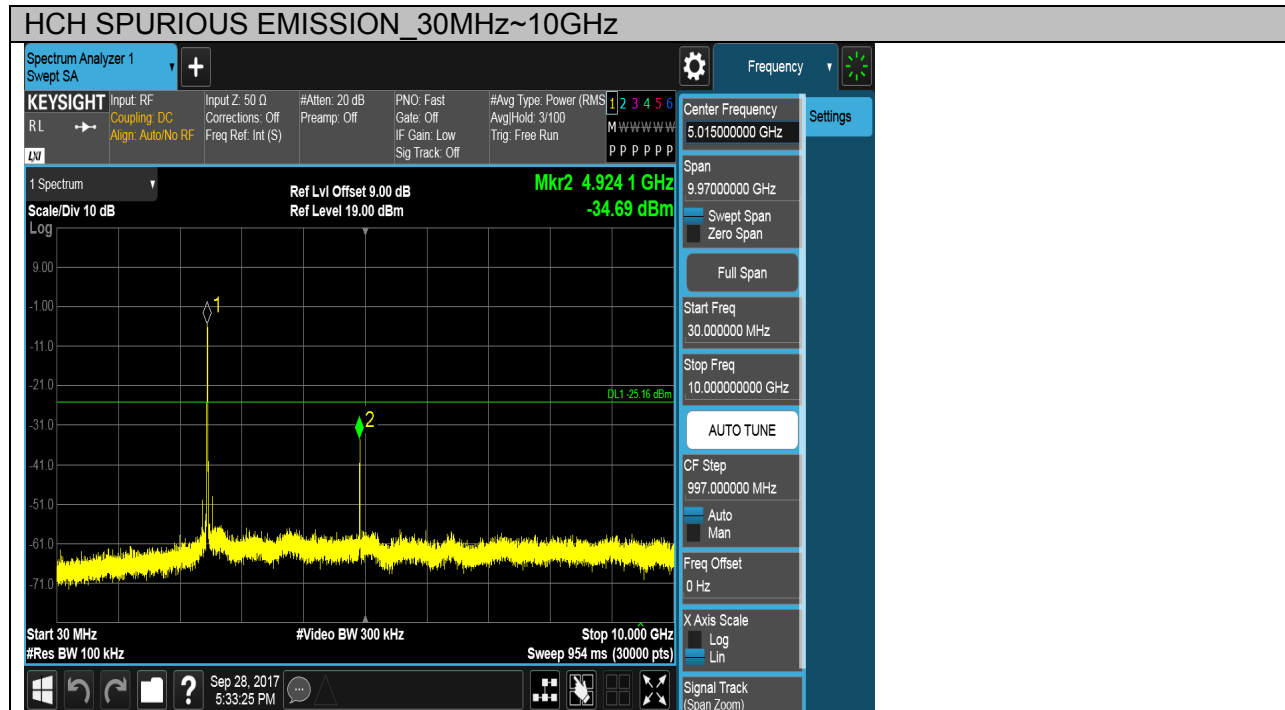 HCH SPURIOUS EMISSION_30MHz~10GHz
Spectrum Analyzer 1
Swept SA
+
Frequency
KEYSIGHT
RL
LXI
Input: RF
Coupling: DC
Align: Auto/No RF
Input Z: 50 Ω
Corrections: Off
Freq Ref: Int (S)
#Atten: 20 dB
Preamp: Off
PNO: Fast
Gate: Off
IF Gain: Low
Sig Track: Off
#Avg Type: Power (RMS
Avg|Hold: 3/100
Trig: Free Run
1 2 3 4 5 6
M W W W W W
P P P P P P
1 Spectrum
Scale/Div 10 dB
Log
Ref Lvl Offset 9.00 dB
Ref Level 19.00 dBm
Mkr2 4.924 1 GHz
-34.69 dBm
9.00
-1.00
-11.0
-21.0
-31.0
-41.0
-51.0
-61.0
-71.0
1
DL1 -25.16 dBm
2
Start 30 MHz
#Res BW 100 kHz
#Video BW 300 kHz
Stop 10.000 GHz
Sweep 954 ms (30000 pts)
?
Sep 28, 2017
5:33:25 PM
Center Frequency
5.015000000 GHz
Span
9.97000000 GHz
Swept Span
Zero Span
Full Span
Start Freq
30.000000 MHz
Stop Freq
10.000000000 GHz
AUTO TUNE
CF Step
997.000000 MHz
Auto
Man
Freq Offset
0 Hz
X Axis Scale
Log
Lin
Signal Track
(Span Zoom)
Settings